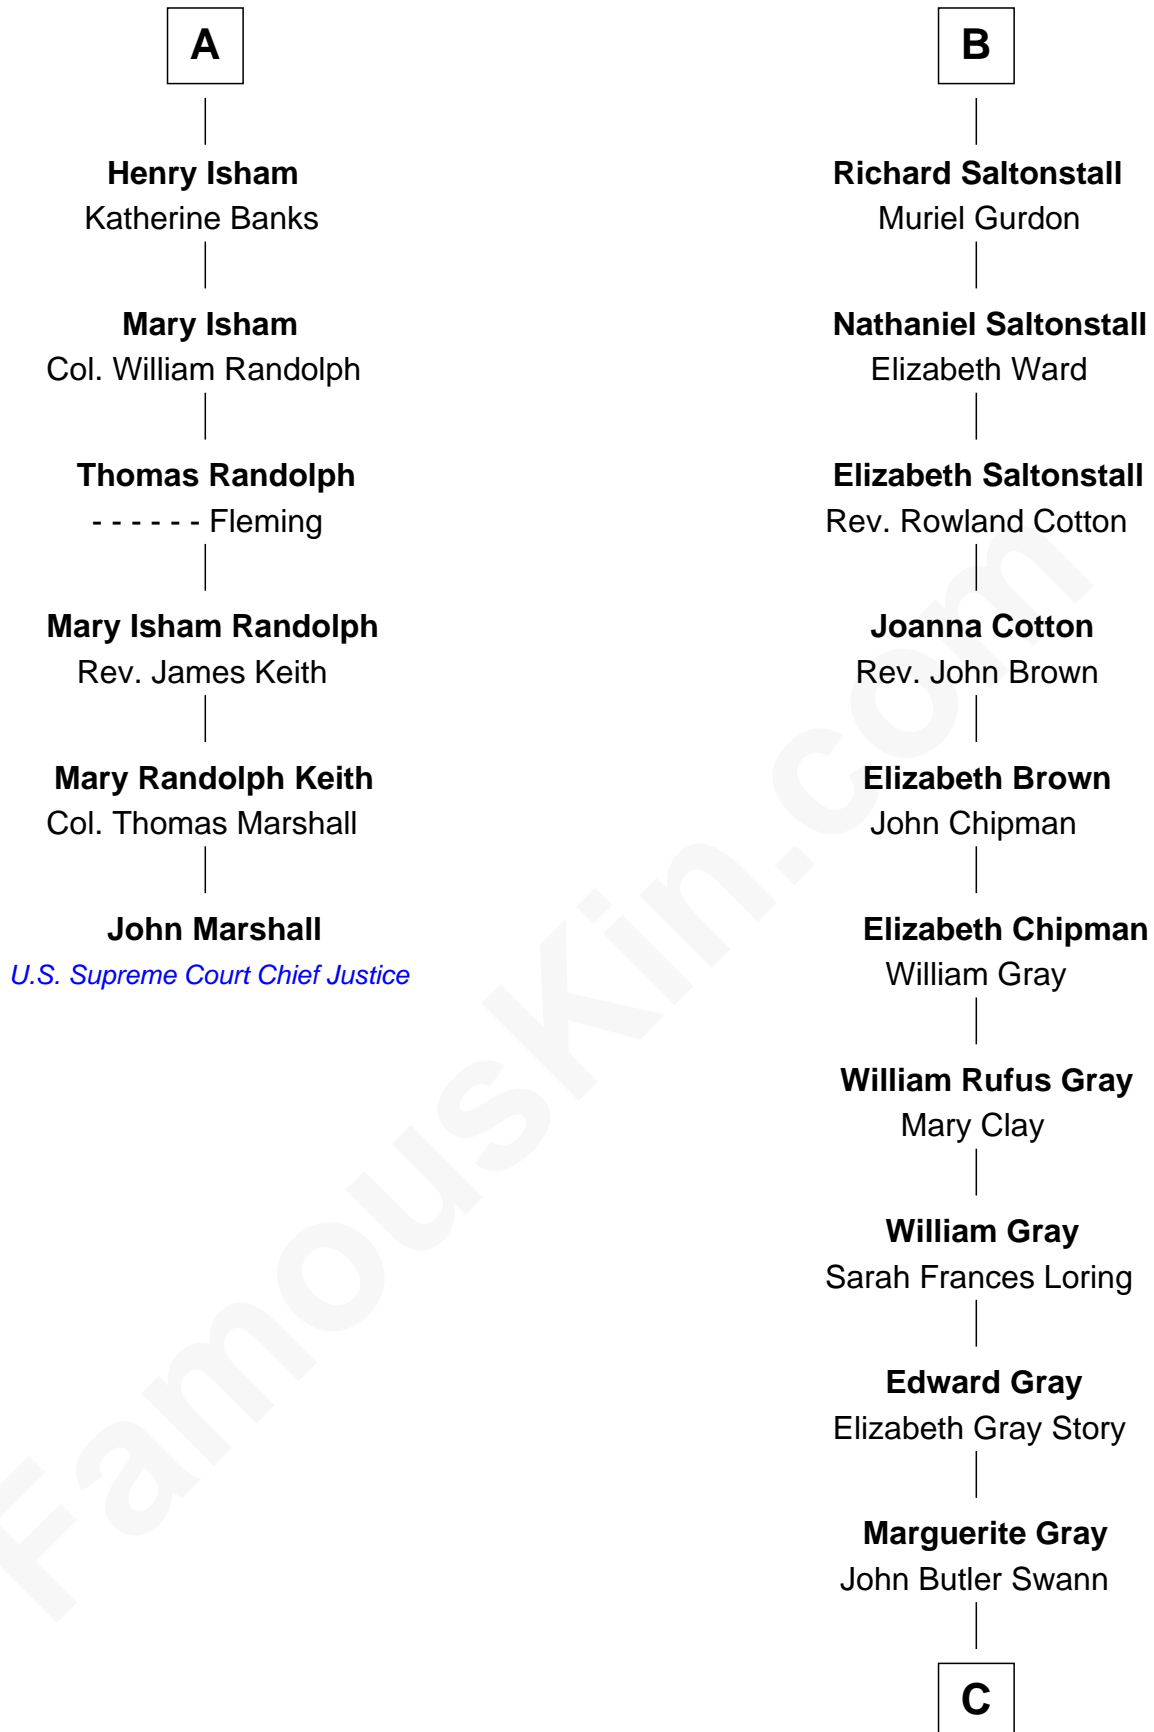 A
Henry Isham
Katherine Banks
Mary Isham
Col. William Randolph
Thomas Randolph
- - - - - - Fleming
Mary Isham Randolph
Rev. James Keith
Mary Randolph Keith
Col. Thomas Marshall
John Marshall
U.S. Supreme Court Chief Justice
B
Richard Saltonstall
Muriel Gurdon
Nathaniel Saltonstall
Elizabeth Ward
Elizabeth Saltonstall
Rev. Rowland Cotton
Joanna Cotton
Rev. John Brown
Elizabeth Brown
John Chipman
Elizabeth Chipman
William Gray
William Rufus Gray
Mary Clay
William Gray
Sarah Frances Loring
Edward Gray
Elizabeth Gray Story
Marguerite Gray
John Butler Swann
C
FamousKin.com